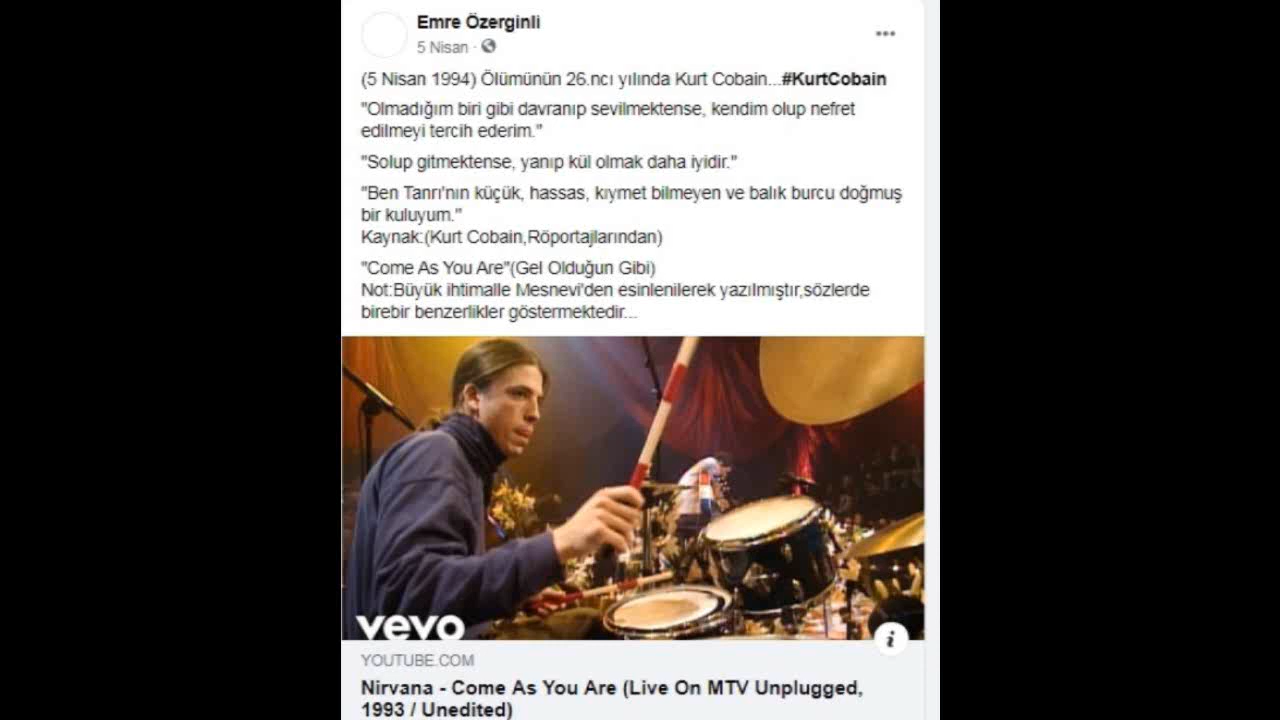 Emre Özerginli
5 Nisan ·
(5 Nisan 1994) Ölümünün 26.ncı yılında Kurt Cobain...#KurtCobain
"Olmadığım biri gibi davranıp sevilmektense, kendim olup nefret
edilmeyi tercih ederim."
"Solup gitmektense, yanıp kül olmak daha iyidir."
"Ben Tanrı'nın küçük, hassas, kıymet bilmeyen ve balık burcu doğmuş
bir kuluyum."
Kaynak:(Kurt Cobain,Röportajlarından)
"Come As You Are"(Gel Olduğun Gibi)
Not:Büyük ihtimalle Mesnevi'den esinlenilerek yazılmıştır,sözlerde
birebir benzerlikler göstermektedir...
vevo
YOUTUBE.COM
Nirvana - Come As You Are (Live On MTV Unplugged,
1993 / Unedited)